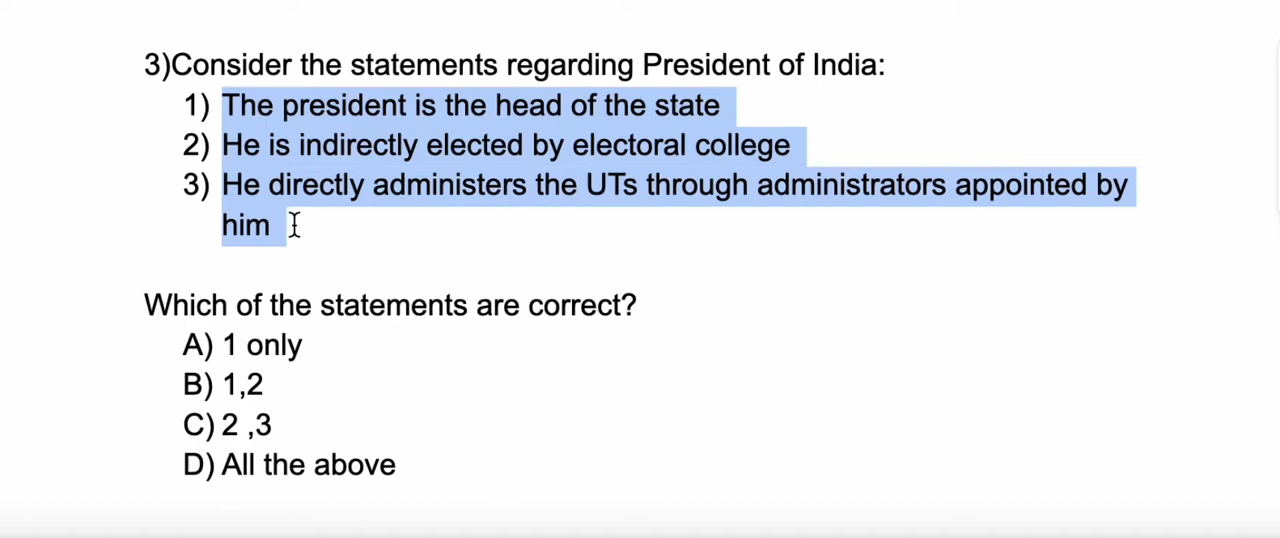 3)Consider the statements regarding President of India:
1) The president is the head of the state
2) He is indirectly elected by electoral college
3) He directly administers the UTs through administrators appointed by
him
Which of the statements are correct?
A) 1 only
B) 1,2
C) 2 ,3
D) All the above